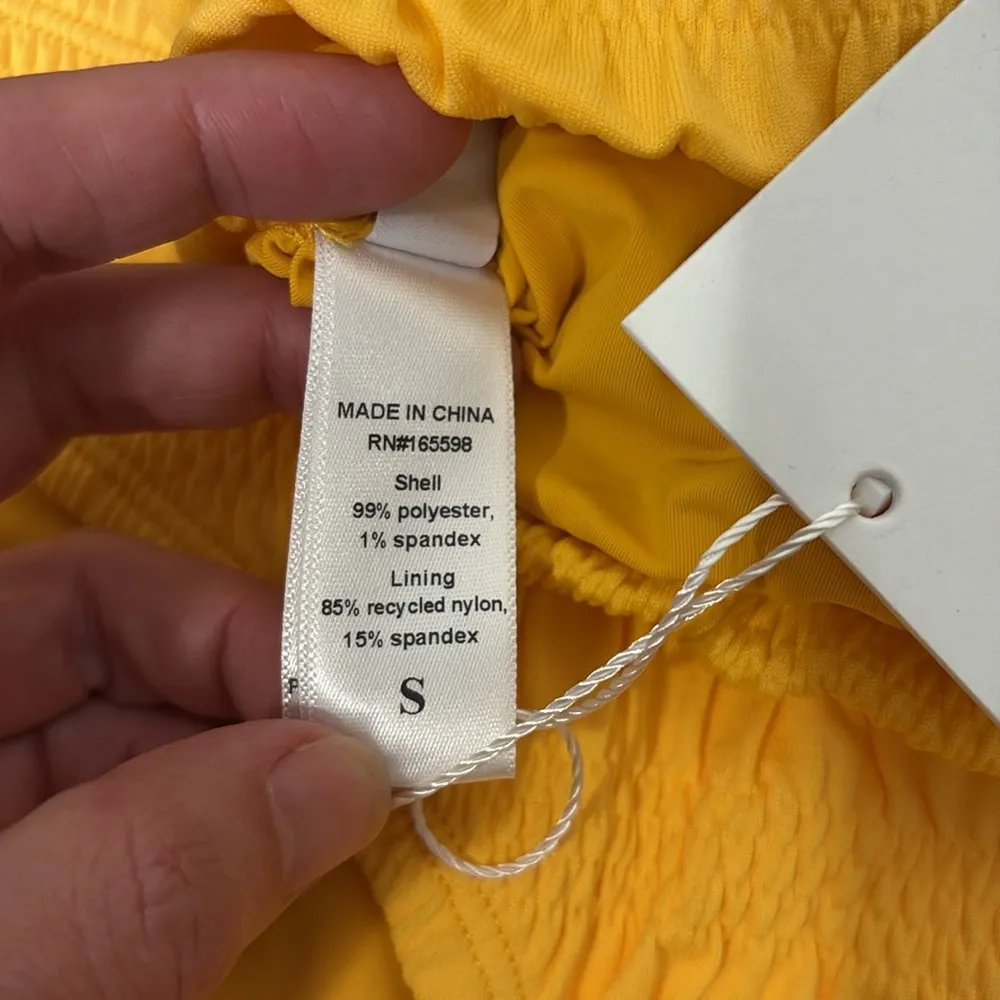 MADE IN CHINA
RN#165598
Shell
99% polyester,
1% spandex
Lining
85% recycled nylon,
15% spandex
P
S